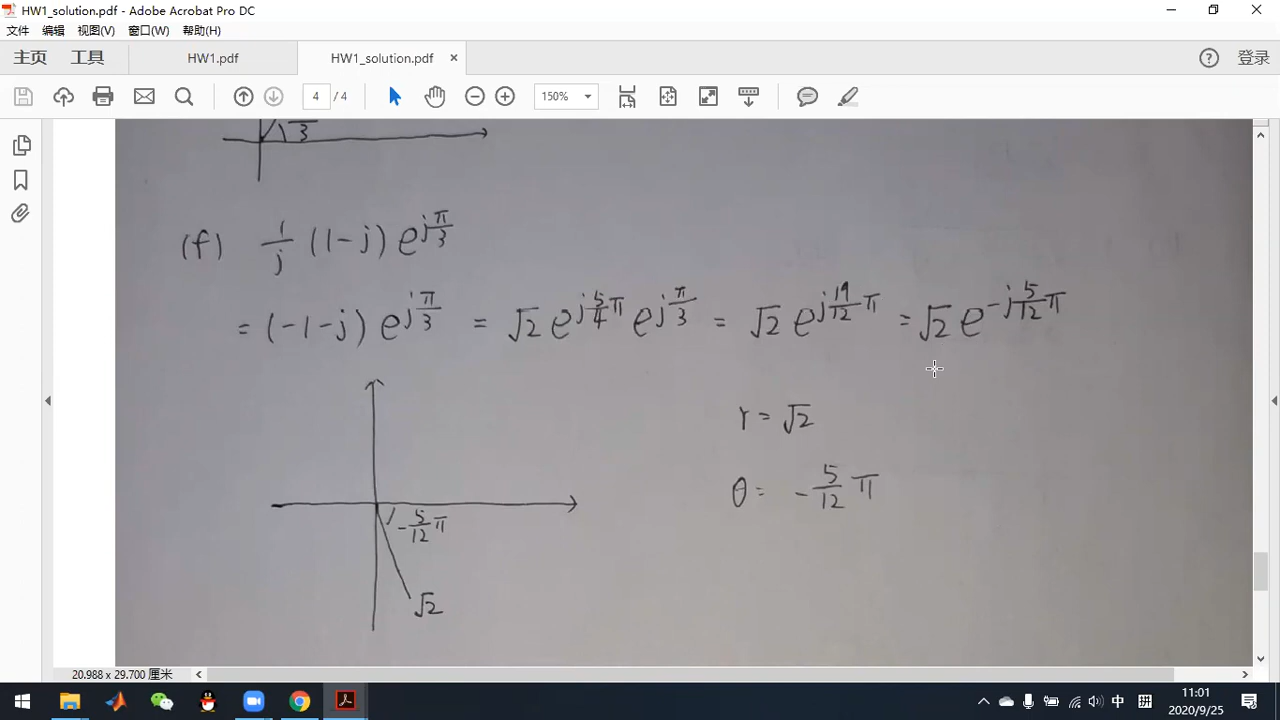 HW1_solution.pdf - Adobe Acrobat Pro DC
文件 编辑 视图(V) 窗口(W) 帮助(H)
主页 工具 HW1.pdf HW1_solution.pdf × ? 登录
4 / 4 150%
√3
(f) 1/j (1-j) e^{jπ/3}
= (-1-j) e^{jπ/3} = √2 e^{j5/4π} e^{jπ/3} = √2 e^{j19/12π} = √2 e^{-j5/12π}
r = √2
θ = -5/12 π
-5/12 π
√2
20.988 x 29.700 厘米
中 拼 11:01
2020/9/25